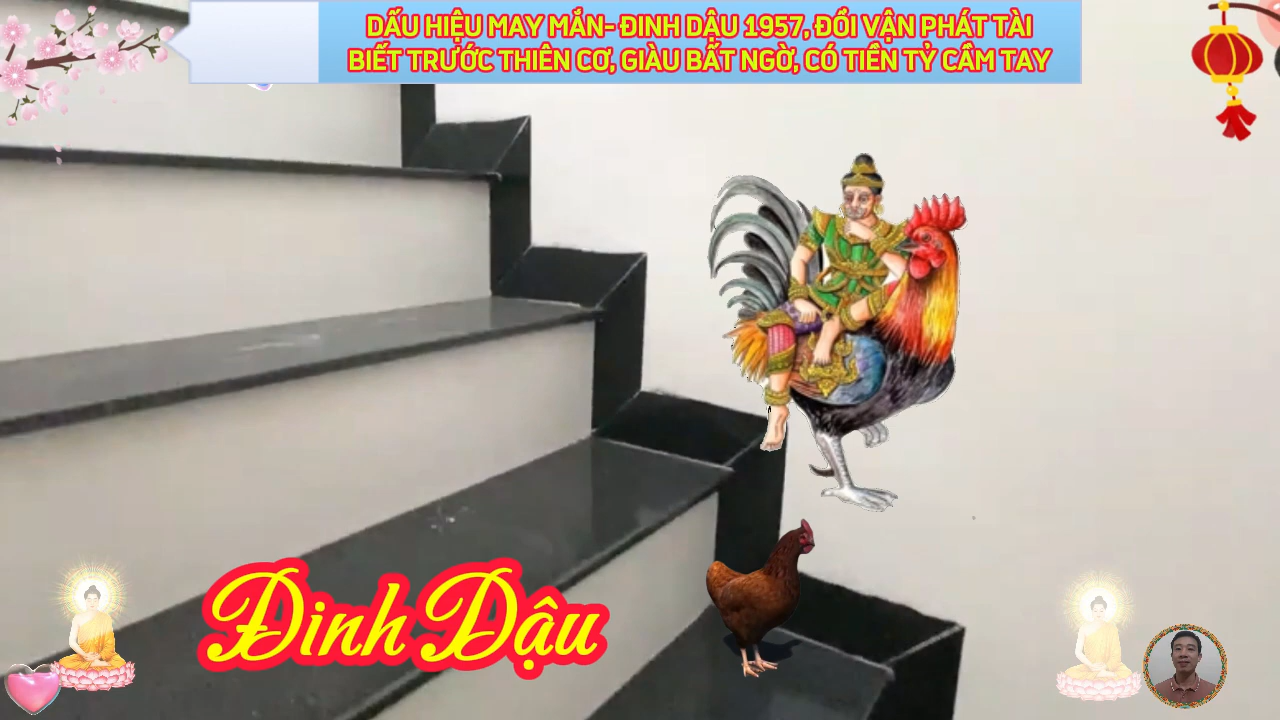 DẤU HIỆU MAY MẮN- ĐINH DẬU 1957, ĐỔI VẬN PHÁT TÀI
BIẾT TRƯỚC THIÊN CƠ, GIÀU BẤT NGỜ, CÓ TIỀN TỶ CẦM TAY
Đinh Dậu